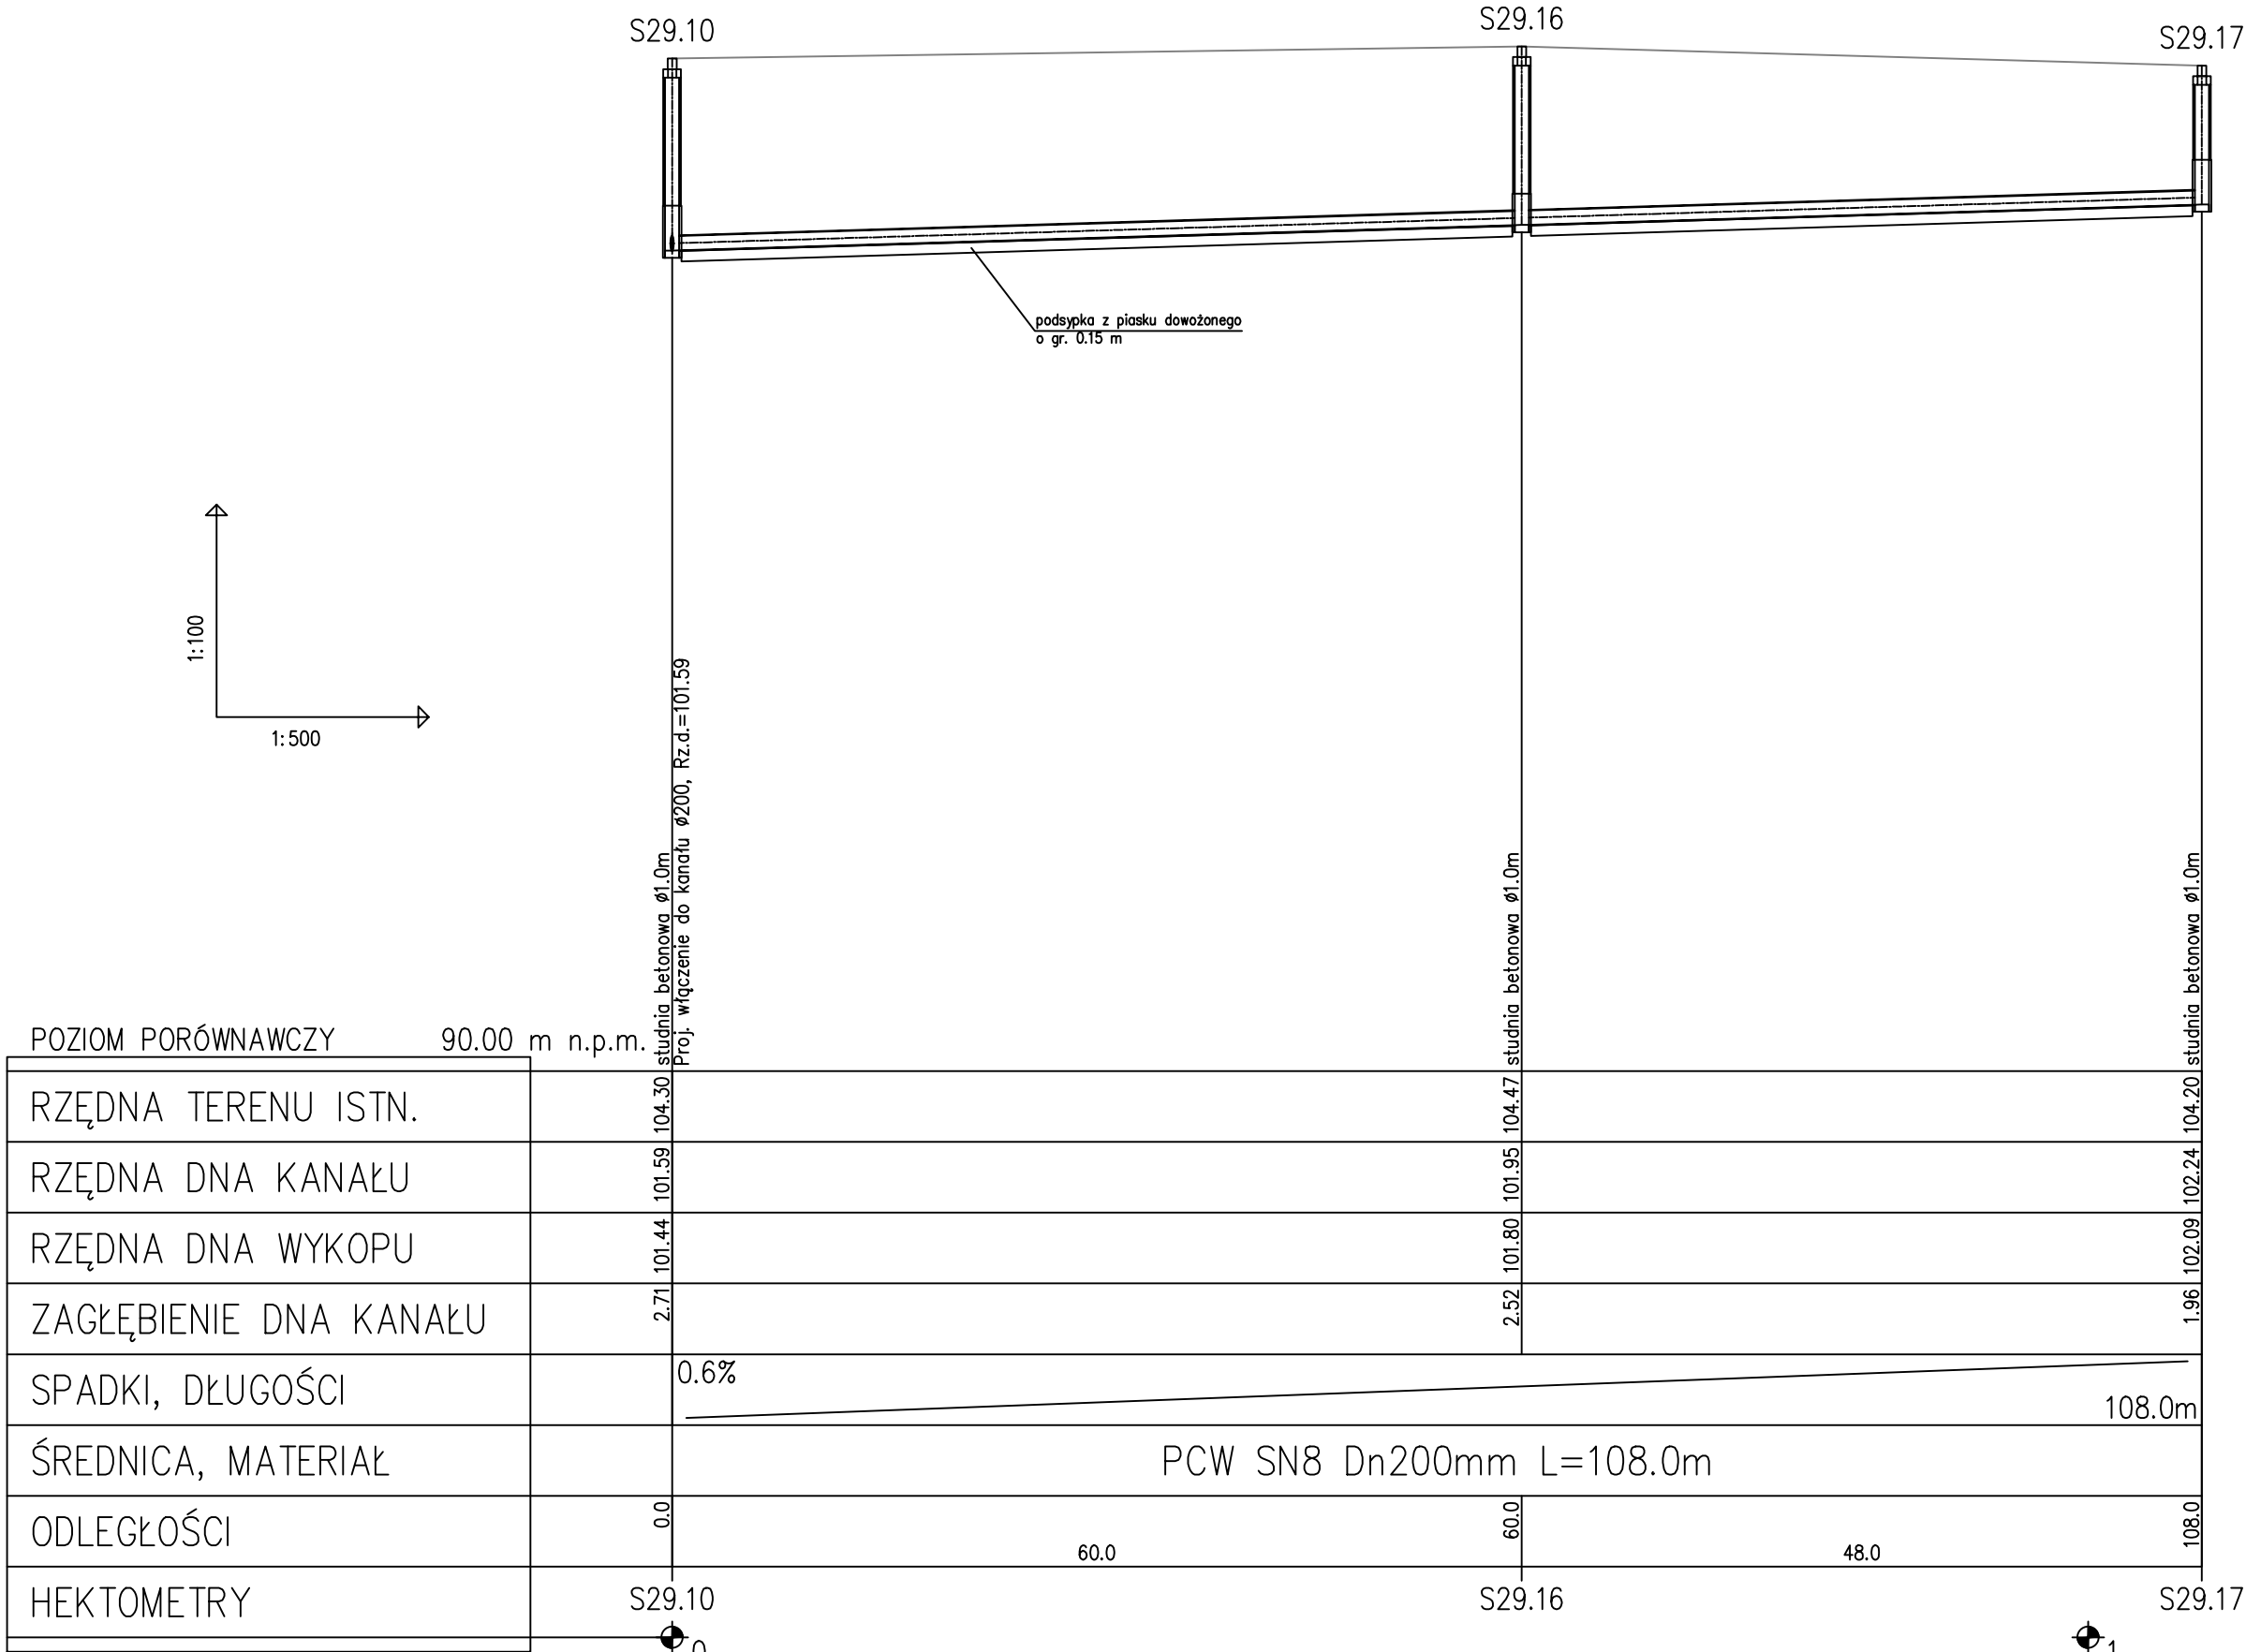 S29.10
S29.16
S29.17
podsypka z piasku dowożonego
o gr. 0.15 m
1:100
1:500
studnia betonowa ø1.0m
Proj. włączenie do kanału ø200, Rz.d.=101.59
studnia betonowa ø1.0m
studnia betonowa ø1.0m
POZIOM PORÓWNAWCZY 90.00 m n.p.m.
RZĘDNA TERENU ISTN. 104.30 104.47 104.20
RZĘDNA DNA KANAŁU 101.59 101.95 102.24
RZĘDNA DNA WYKOPU 101.44 101.80 102.09
ZAGŁĘBIENIE DNA KANAŁU 2.71 2.52 1.96
SPADKI, DŁUGOŚCI 0.6% 108.0m
ŚREDNICA, MATERIAŁ PCW SN8 Dn200mm L=108.0m
ODLEGŁOŚCI 0.0 60.0 60.0 48.0 108.0
HEKTOMETRY S29.10 S29.16 S29.17
0 1